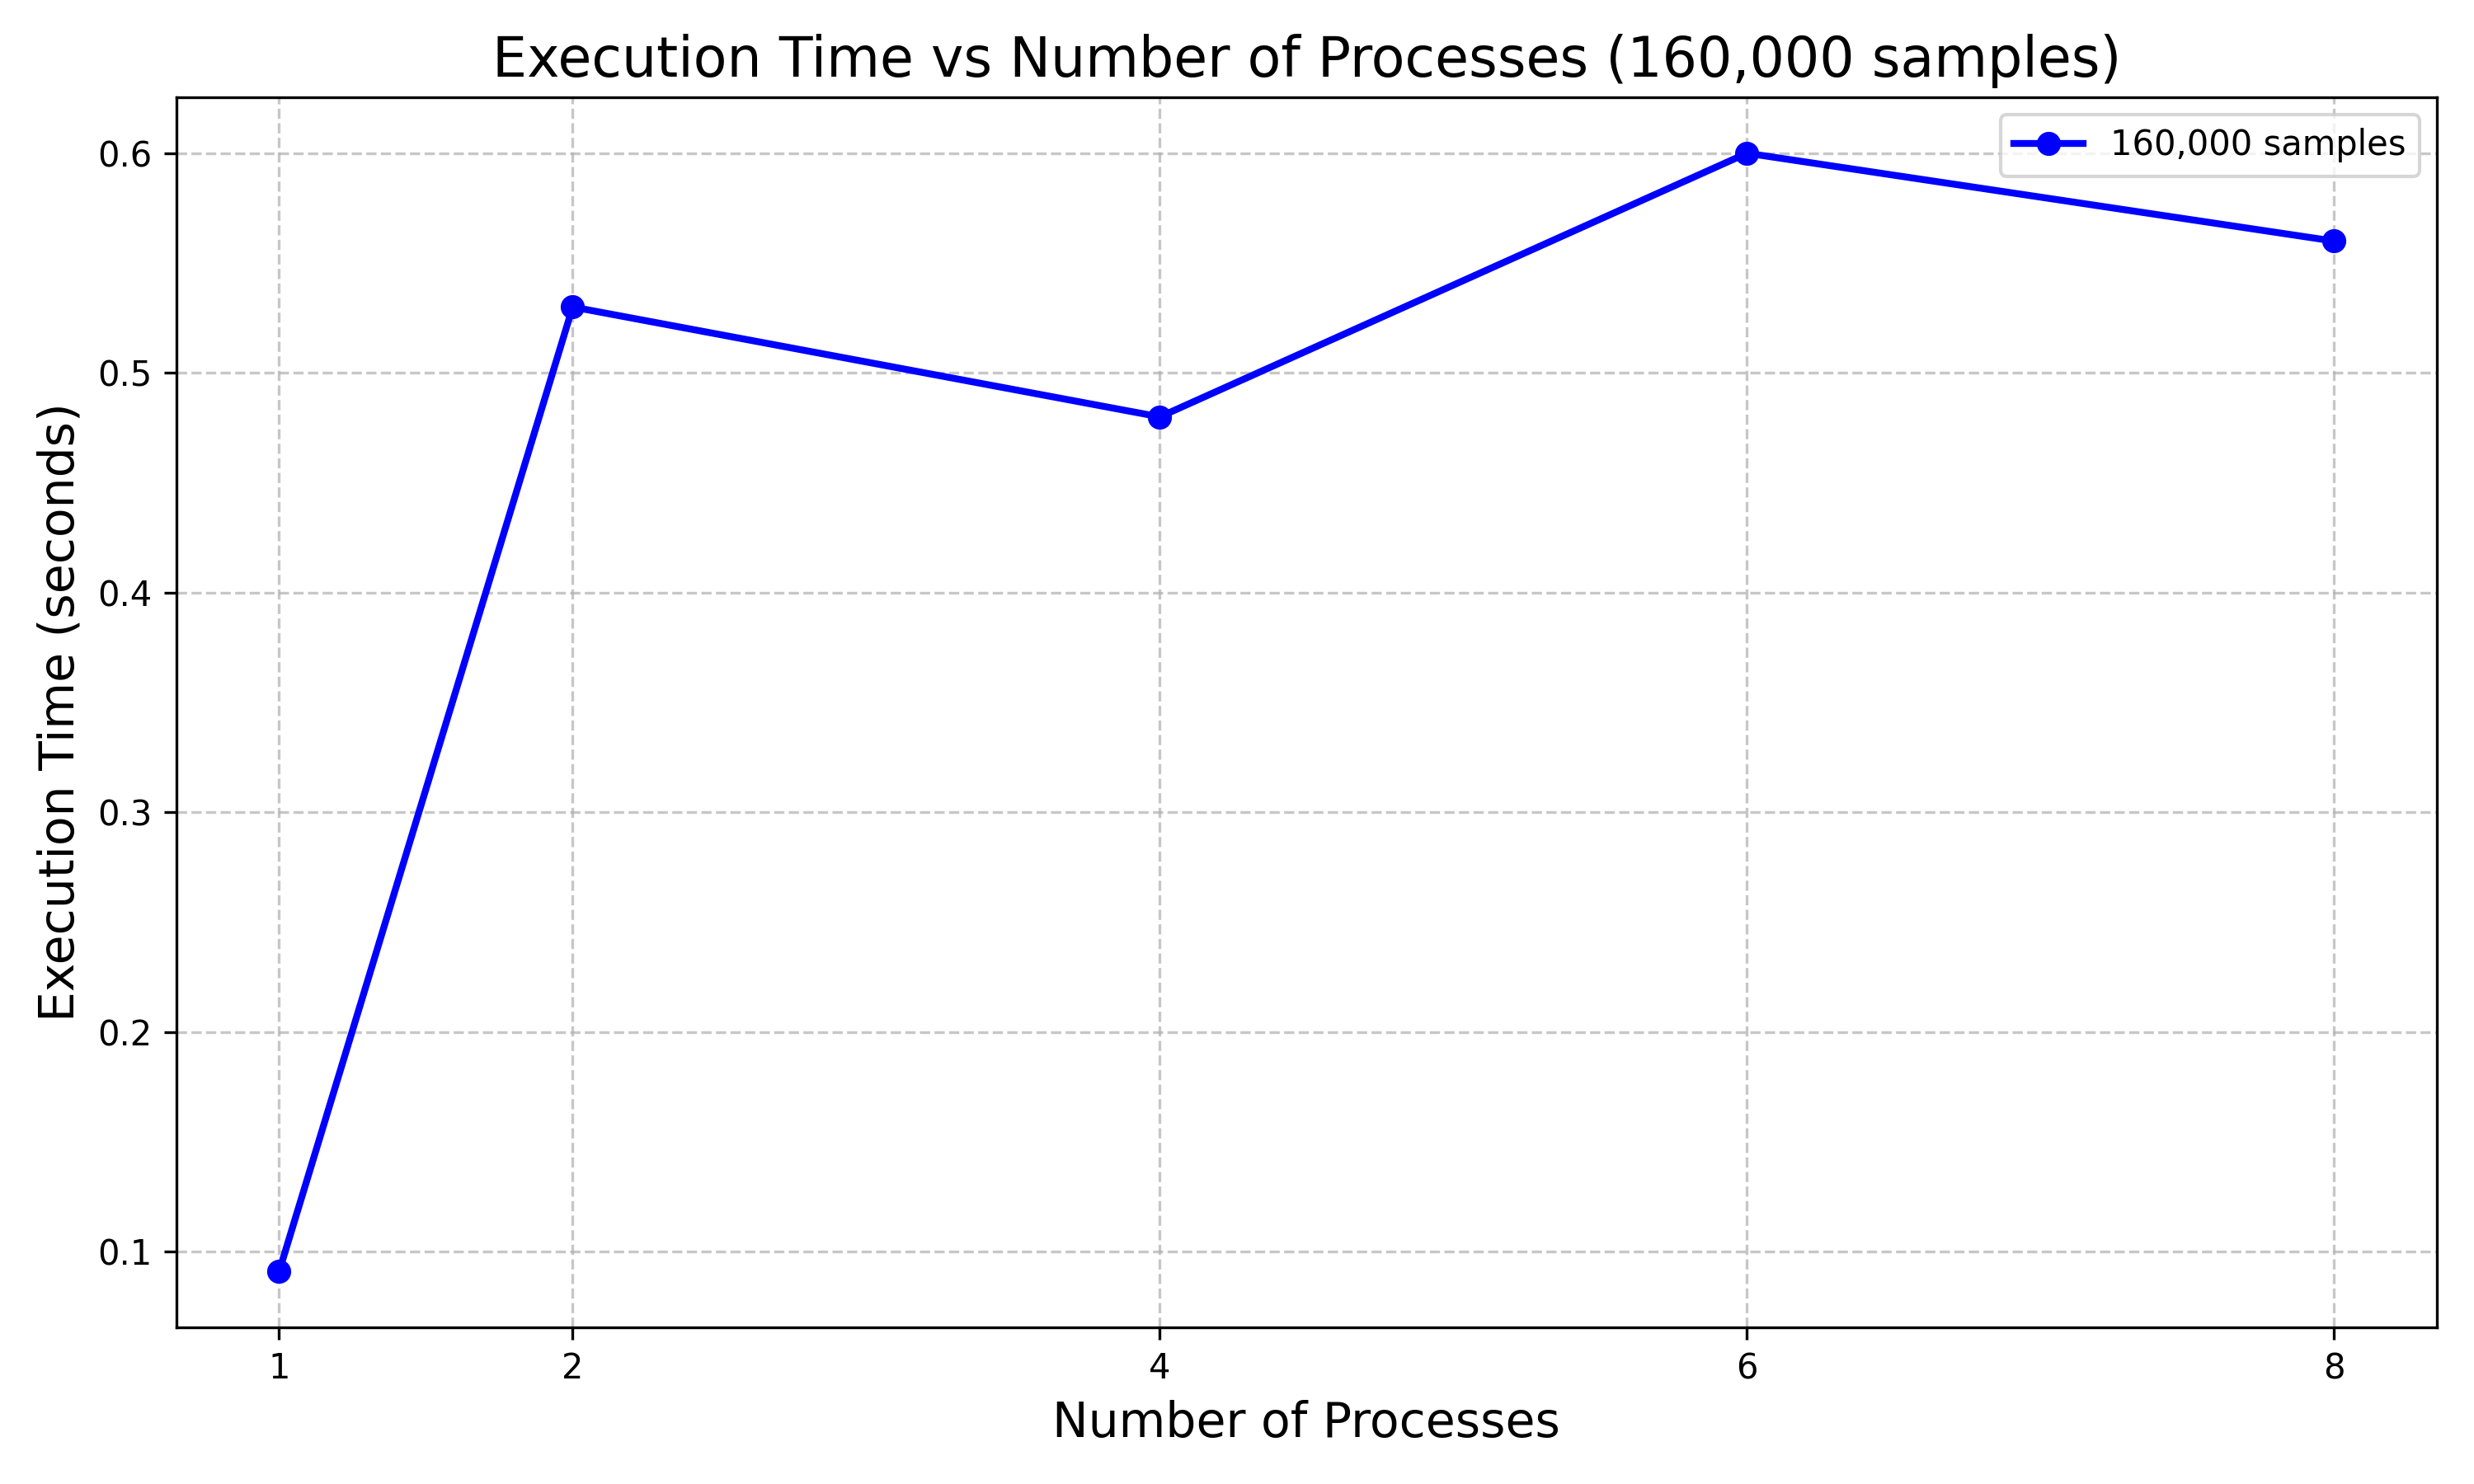 Execution Time vs Number of Processes (160,000 samples)
160,000 samples
Execution Time (seconds)
0.6
0.5
0.4
0.3
0.2
0.1
1 2 4 6 8
Number of Processes